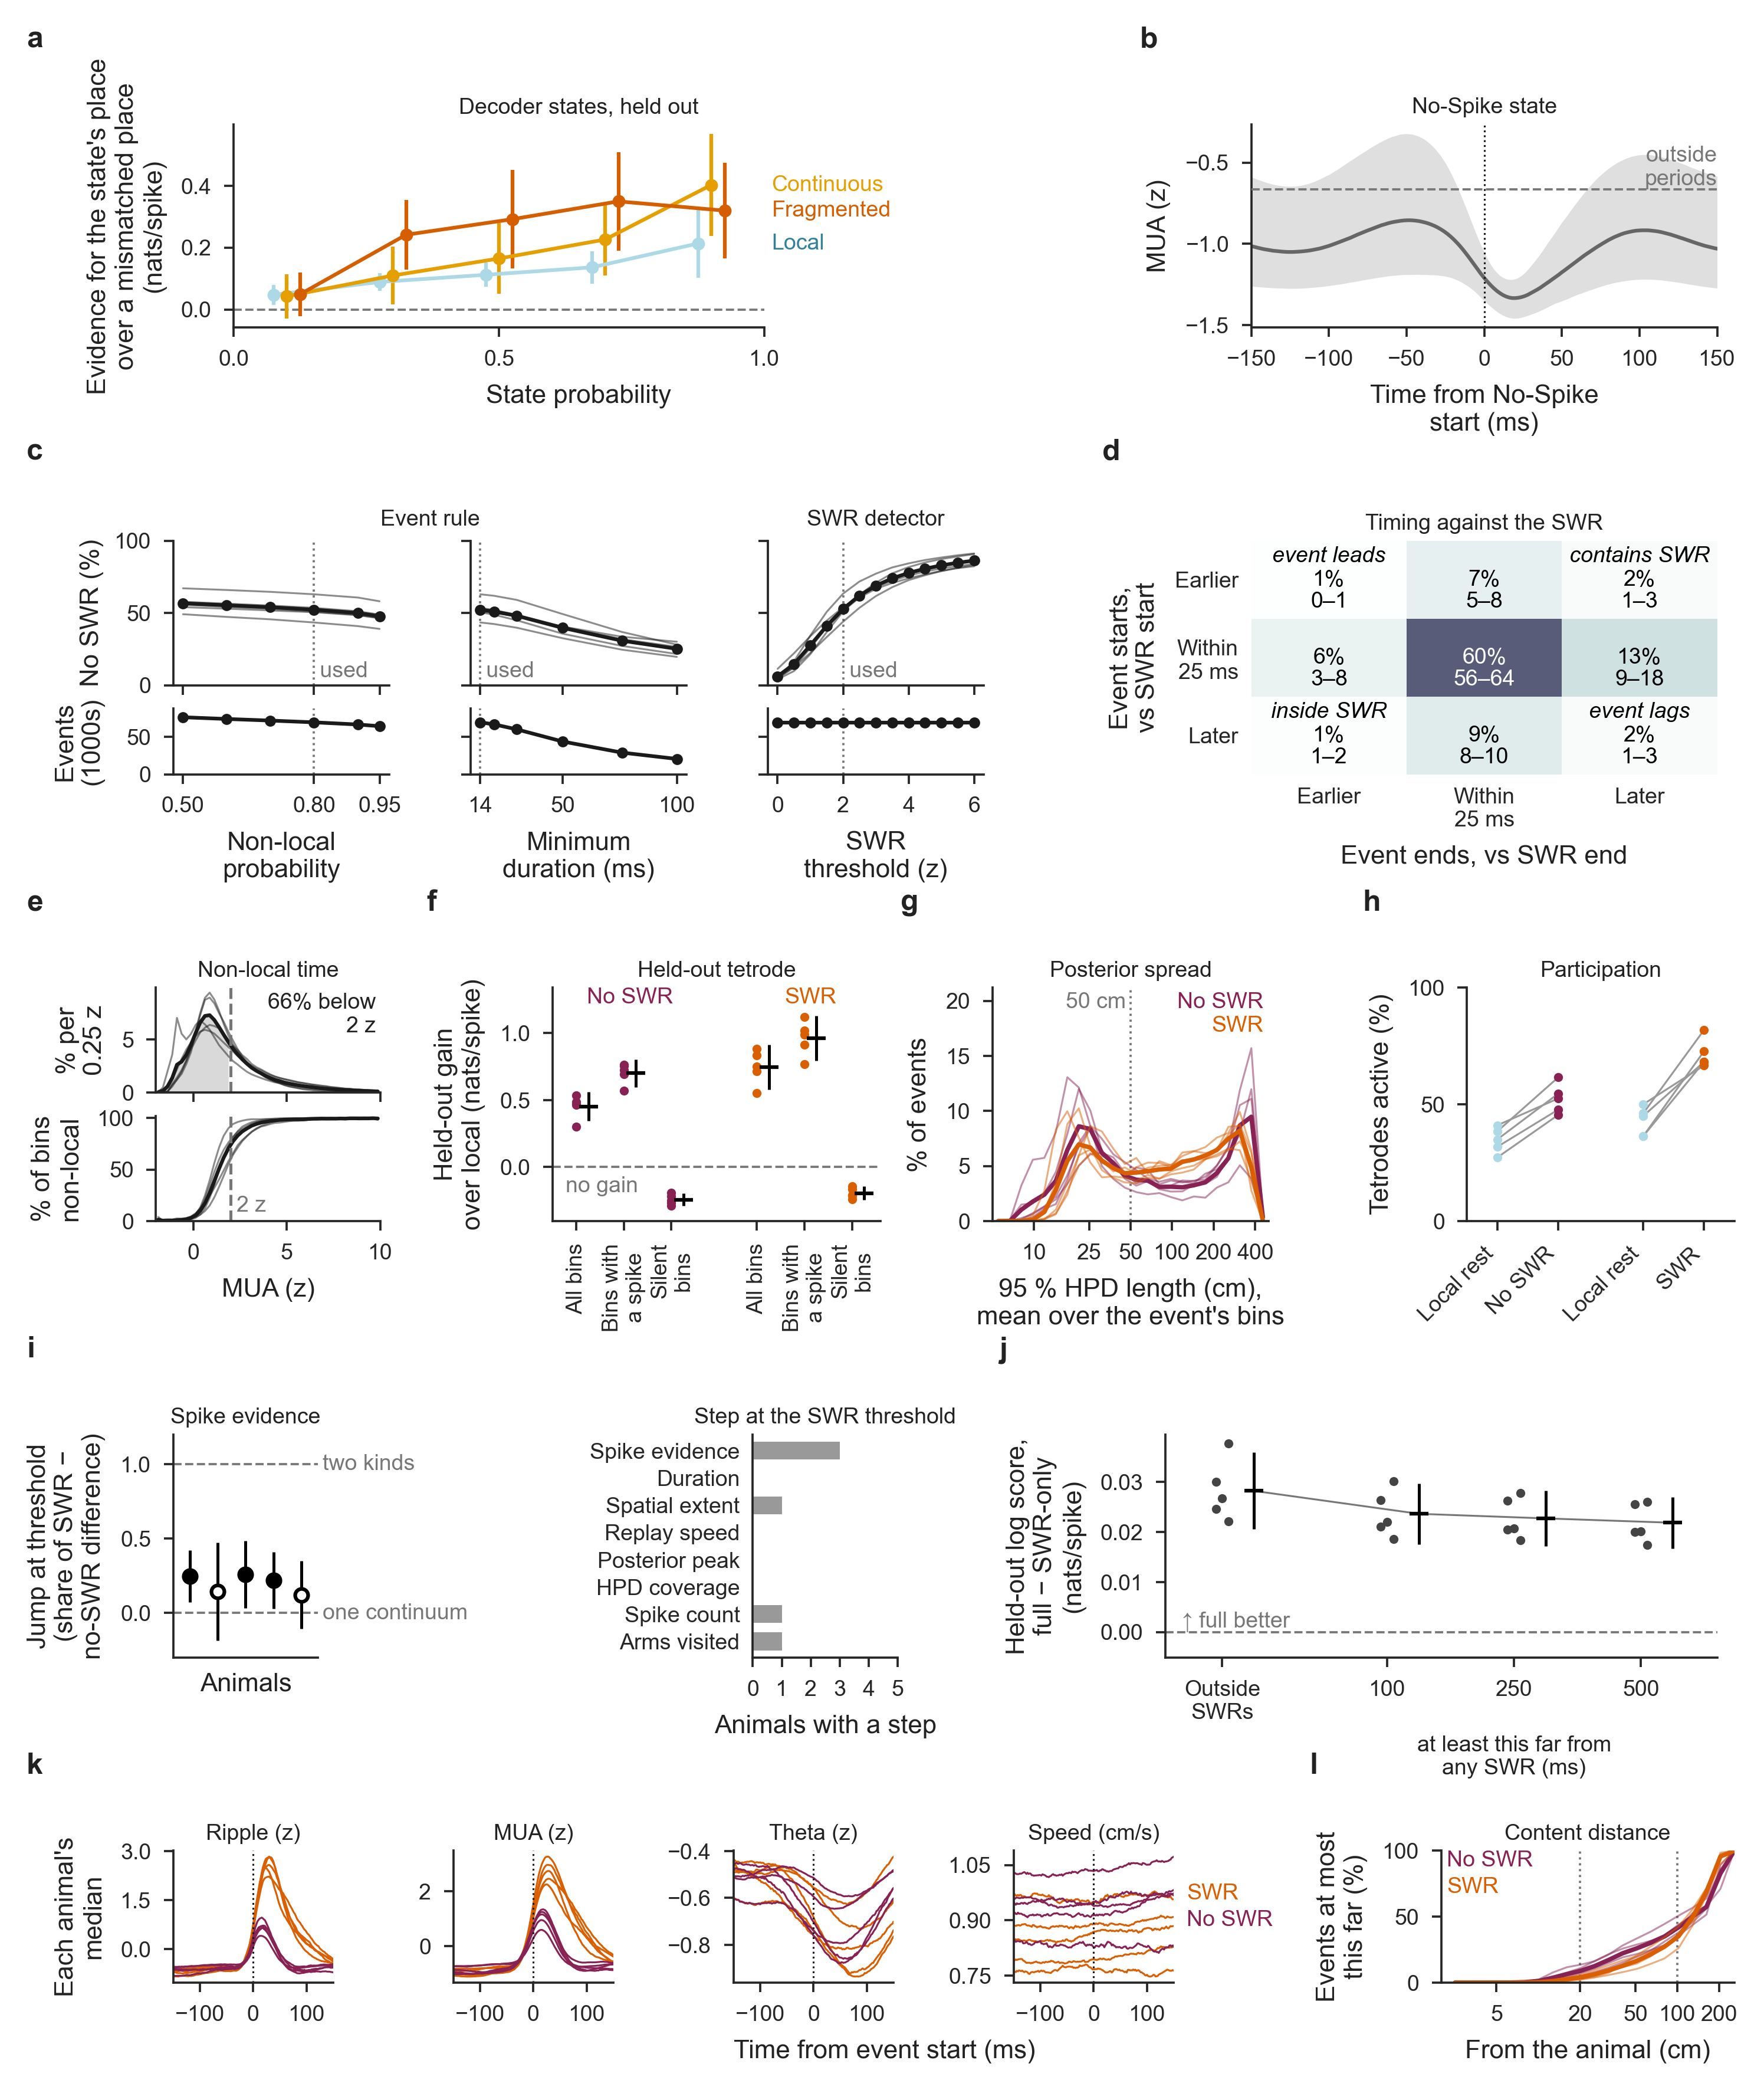 a
Decoder states, held out
Evidence for the state's place
over a mismatched place
(nats/spike)
0.4
0.2
0.0
0.0
0.5
1.0
State probability
Continuous
Fragmented
Local
b
No-Spike state
MUA (z)
−0.5
−1.0
−1.5
outside
periods
−150
−100
−50
0
50
100
150
Time from No-Spike
start (ms)
c
Event rule
SWR detector
No SWR (%)
100
50
0
used
used
used
Events
(1000s)
50
0
0.50
0.80
0.95
14
50
100
0
2
4
6
Non-local
probability
Minimum
duration (ms)
SWR
threshold (z)
d
Timing against the SWR
Event starts,
vs SWR start
Earlier
Within
25 ms
Later
event leads
1%
0–1
7%
5–8
contains SWR
2%
1–3
6%
3–8
60%
56–64
13%
9–18
inside SWR
1%
1–2
9%
8–10
event lags
2%
1–3
Earlier
Within
25 ms
Later
Event ends, vs SWR end
e
Non-local time
% per
0.25 z
5
0
66% below
2 z
% of bins
non-local
100
50
0
2 z
0
5
10
MUA (z)
f
Held-out tetrode
Held-out gain
over local (nats/spike)
1.0
0.5
0.0
No SWR
SWR
no gain
All bins
Bins with
a spike
Silent
bins
All bins
Bins with
a spike
Silent
bins
g
Posterior spread
% of events
20
15
10
5
0
50 cm
No SWR
SWR
10
25
50
100
200
400
95 % HPD length (cm),
mean over the event's bins
h
Participation
Tetrodes active (%)
100
50
0
Local rest
No SWR
Local rest
SWR
i
Spike evidence
Jump at threshold
(share of SWR −
no-SWR difference)
1.0
0.5
0.0
two kinds
one continuum
Animals
Step at the SWR threshold
Spike evidence
Duration
Spatial extent
Replay speed
Posterior peak
HPD coverage
Spike count
Arms visited
0
1
2
3
4
5
Animals with a step
j
Held-out log score,
full − SWR-only
(nats/spike)
0.03
0.02
0.01
0.00
↑ full better
Outside
SWRs
100
250
500
at least this far from
any SWR (ms)
k
Each animal's
median
Ripple (z)
3.0
1.5
0.0
−100
0
100
MUA (z)
2
0
−100
0
100
Theta (z)
−0.4
−0.6
−0.8
−100
0
100
Speed (cm/s)
1.05
0.90
0.75
−100
0
100
SWR
No SWR
Time from event start (ms)
l
Content distance
Events at most
this far (%)
100
50
0
No SWR
SWR
5
20
50
100
200
From the animal (cm)